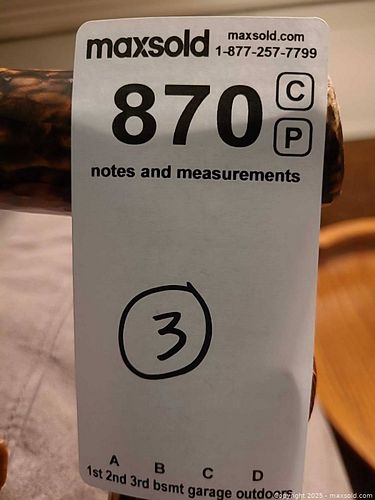 maxsold maxsold.com
1-877-257-7799
870 C
P
notes and measurements
3
A B C D
1st 2nd 3rd bsmt garage outdoors
Copyright 2025 - maxsold.com